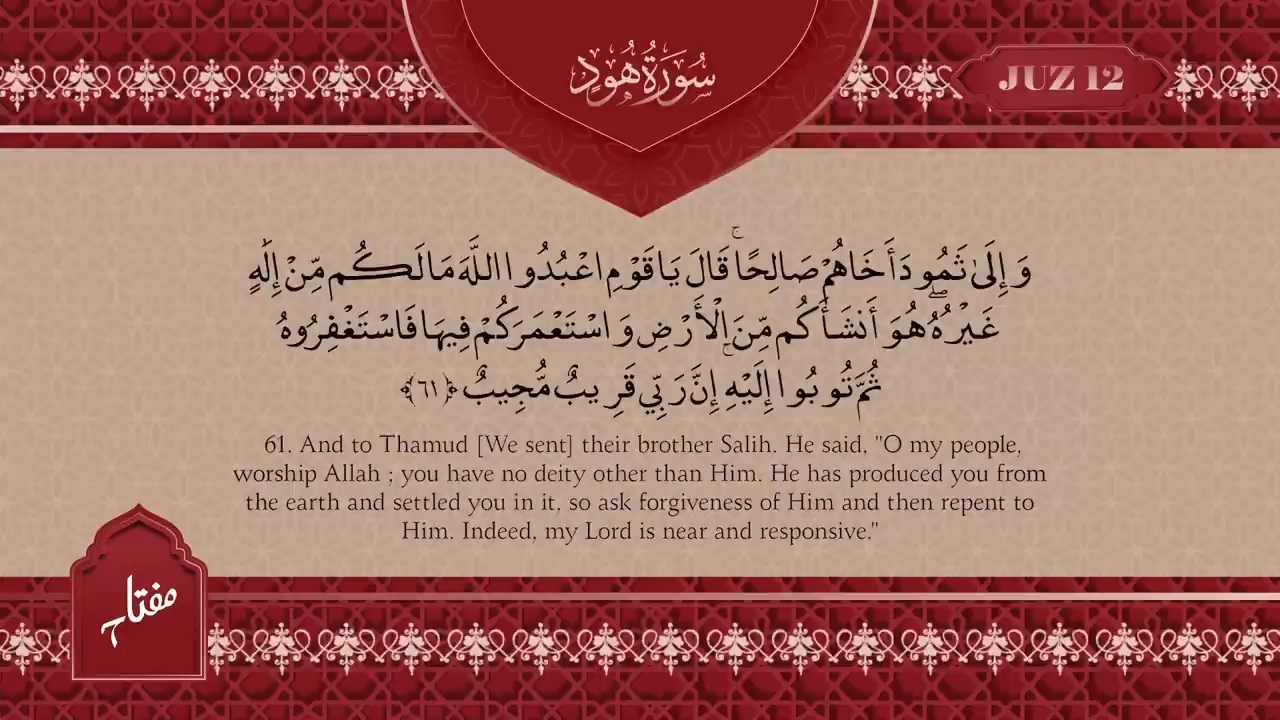 سُورَةُ هُودٍ
JUZ 12
وَإِلَىٰ ثَمُودَ أَخَاهُمْ صَالِحًا ۚ قَالَ يَا قَوْمِ اعْبُدُوا اللَّهَ مَا لَكُم مِّنْ إِلَٰهٍ
غَيْرُهُ ۖ هُوَ أَنشَأَكُم مِّنَ الْأَرْضِ وَاسْتَعْمَرَكُمْ فِيهَا فَاسْتَغْفِرُوهُ
ثُمَّ تُوبُوا إِلَيْهِ ۚ إِنَّ رَبِّي قَرِيبٌ مُّجِيبٌ ﴿٦١﴾
61. And to Thamud [We sent] their brother Salih. He said, "O my people,
worship Allah ; you have no deity other than Him. He has produced you from
the earth and settled you in it, so ask forgiveness of Him and then repent to
Him. Indeed, my Lord is near and responsive."
مفتاح